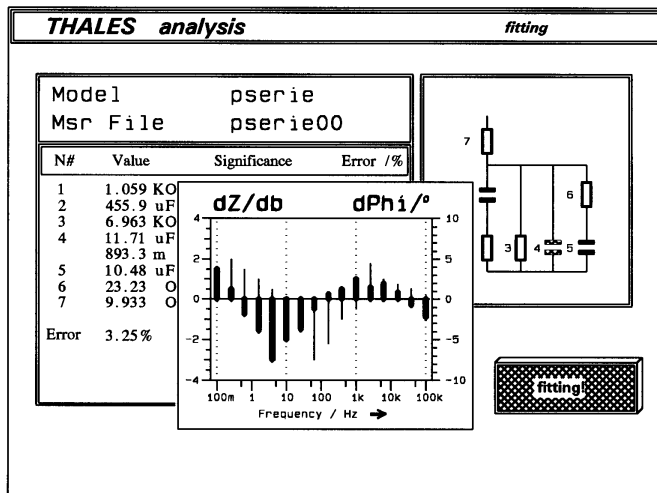 THALES analysis fitting
Model pserie
Msr File pserie00
N# Value Significance Error /%
1 1.059 KO
2 455.9 uF
3 6.963 KO
4 11.71 uF
893.3 m
5 10.48 uF
6 23.23 O
7 9.933 O
Error 3.25%
dZ/db dPhi/°
4 10
2 5
0 0
-2 -5
-4 -10
100m 1 10 100 1k 10k 100k
Frequency / Hz →
7
6
3 4 5
fitting!